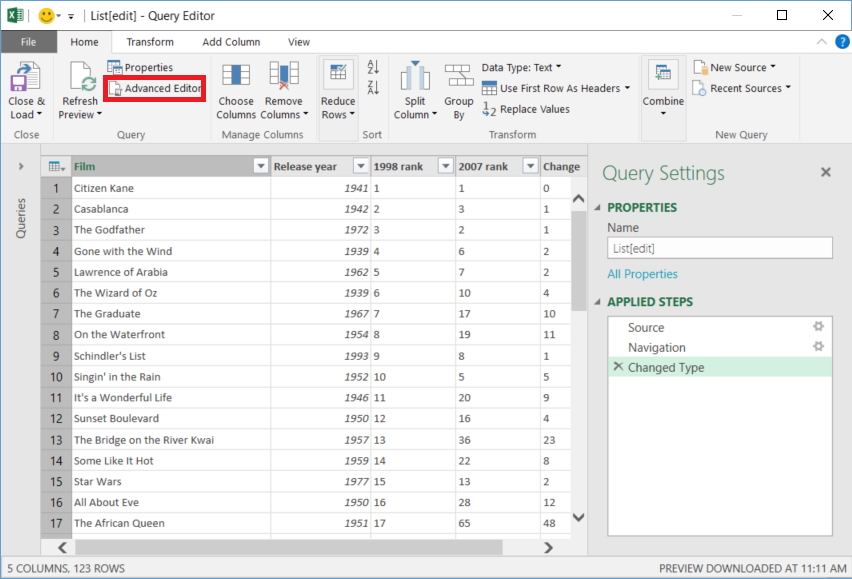 List[edit] - Query Editor
File Home Transform Add Column View
Close & Load
Refresh Preview
Properties
Advanced Editor
Choose Columns
Remove Columns
Reduce Rows
Split Column
Group By
Data Type: Text
Use First Row As Headers
Replace Values
Combine
New Source
Recent Sources
Close Query Manage Columns Sort Transform New Query
Queries
Film Release year 1998 rank 2007 rank Change
1 Citizen Kane 1941 1 1 0
2 Casablanca 1942 2 3 1
3 The Godfather 1972 3 2 1
4 Gone with the Wind 1939 4 6 2
5 Lawrence of Arabia 1962 5 7 2
6 The Wizard of Oz 1939 6 10 4
7 The Graduate 1967 7 17 10
8 On the Waterfront 1954 8 19 11
9 Schindler's List 1993 9 8 1
10 Singin' in the Rain 1952 10 5 5
11 It's a Wonderful Life 1946 11 20 9
12 Sunset Boulevard 1950 12 16 4
13 The Bridge on the River Kwai 1957 13 36 23
14 Some Like It Hot 1959 14 22 8
15 Star Wars 1977 15 13 2
16 All About Eve 1950 16 28 12
17 The African Queen 1951 17 65 48
Query Settings
PROPERTIES
Name
List[edit]
All Properties
APPLIED STEPS
Source
Navigation
Changed Type
5 COLUMNS, 123 ROWS
PREVIEW DOWNLOADED AT 11:11 AM